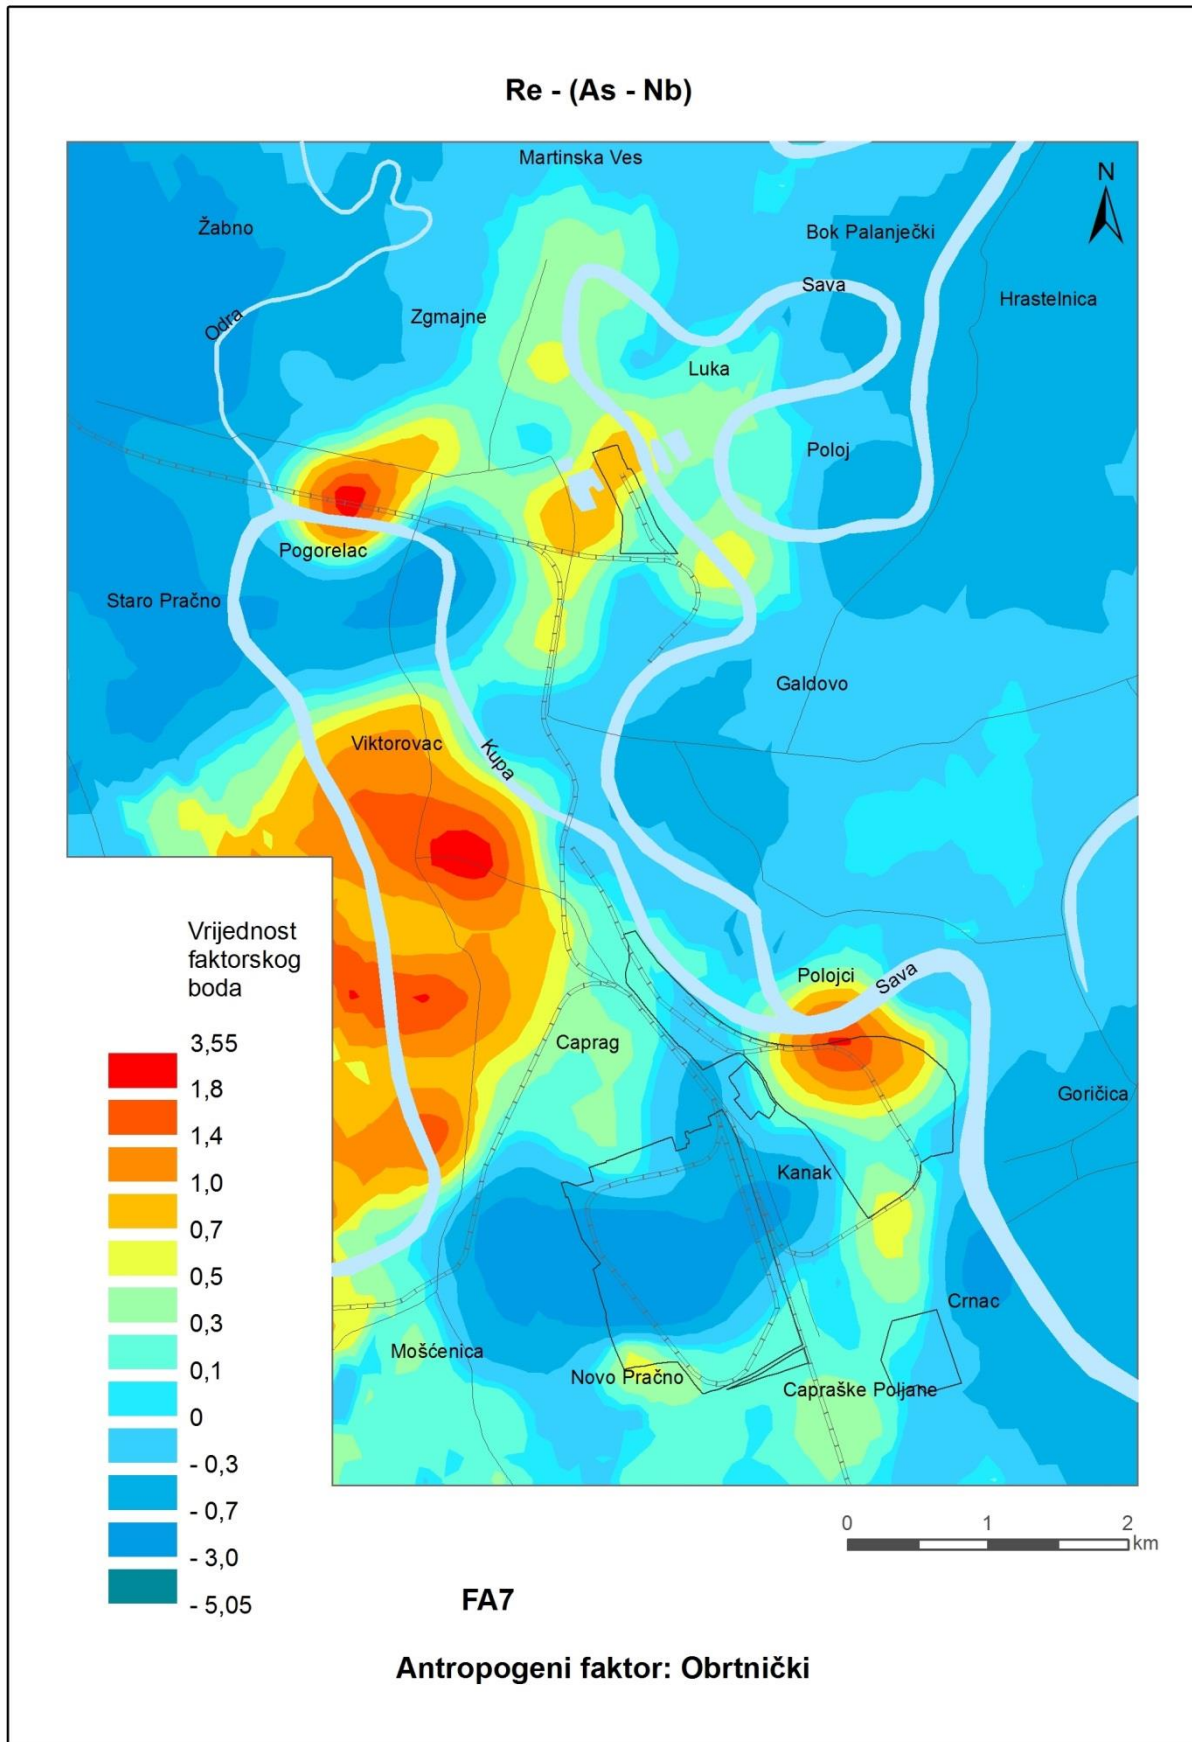 Re - (As - Nb)
Martinska Ves
N
Žabno
Bok Palanječki
Sava
Hrastelnica
Odra
Zgmajne
Luka
Poloj
Pogorelac
Staro Pračno
Galdovo
Viktorovac
Kupa
Vrijednost
faktorskog
boda
Polojci
Sava
Caprag
3,55
1,8
Goričica
1,4
Kanak
1,0
0,7
0,5
Crnac
0,3
Mošćenica
0,1
Novo Pračno
Capraške Poljane
0
- 0,3
- 0,7
0 1 2
km
- 3,0
- 5,05
FA7
Antropogeni faktor: Obrtnički